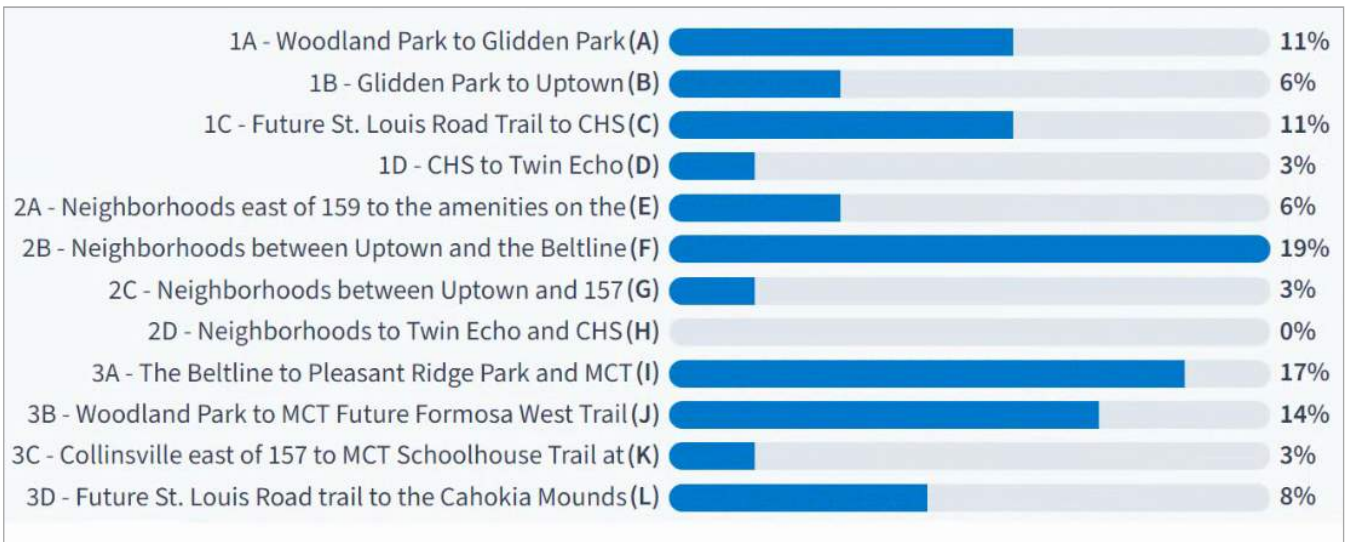 1A - Woodland Park to Glidden Park (A) 11%
1B - Glidden Park to Uptown (B) 6%
1C - Future St. Louis Road Trail to CHS (C) 11%
1D - CHS to Twin Echo (D) 3%
2A - Neighborhoods east of 159 to the amenities on the (E) 6%
2B - Neighborhoods between Uptown and the Beltline (F) 19%
2C - Neighborhoods between Uptown and 157 (G) 3%
2D - Neighborhoods to Twin Echo and CHS (H) 0%
3A - The Beltline to Pleasant Ridge Park and MCT (I) 17%
3B - Woodland Park to MCT Future Formosa West Trail (J) 14%
3C - Collinsville east of 157 to MCT Schoolhouse Trail at (K) 3%
3D - Future St. Louis Road trail to the Cahokia Mounds (L) 8%